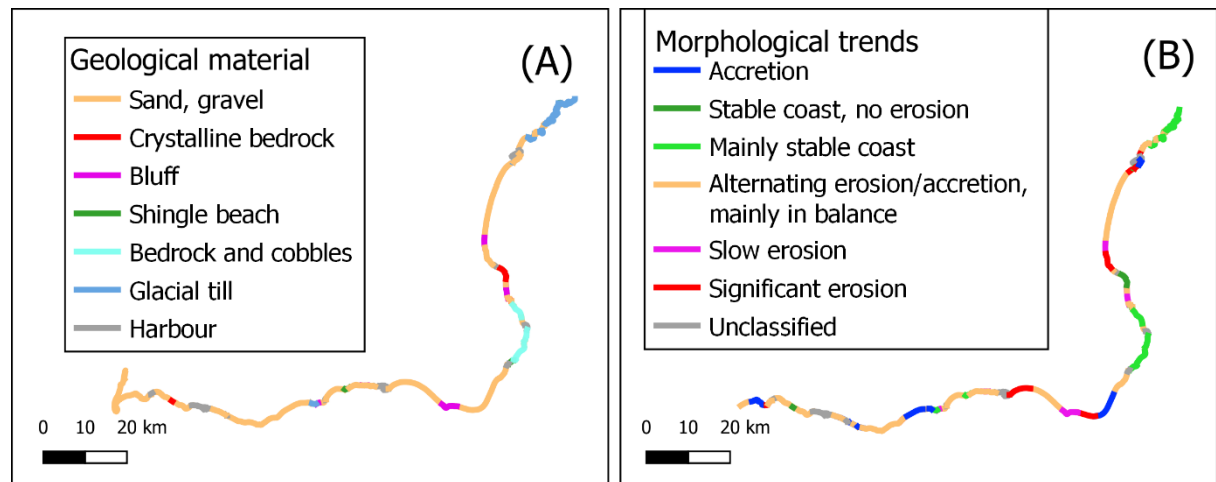 Geological material
(A)
Sand, gravel
Crystalline bedrock
Bluff
Shingle beach
Bedrock and cobbles
Glacial till
Harbour
0 10 20 km
Morphological trends
(B)
Accretion
Stable coast, no erosion
Mainly stable coast
Alternating erosion/accretion,
mainly in balance
Slow erosion
Significant erosion
Unclassified
0 10 20 km